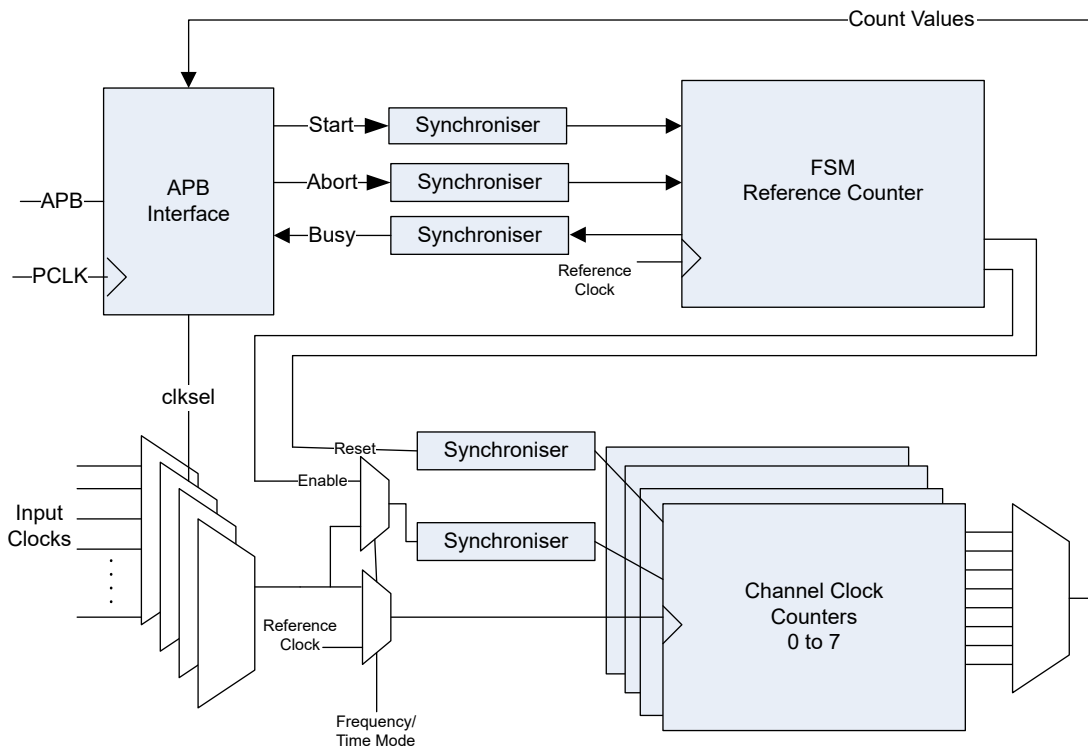 Count Values
APB
Interface
Start
Synchroniser
FSM
Reference Counter
Abort
Synchroniser
APB
Busy
Synchroniser
PCLK
Reference
Clock
clksel
Reset
Synchroniser
Enable
Input
Clocks
Synchroniser
Channel Clock
Counters
0 to 7
Reference
Clock
Frequency/
Time Mode